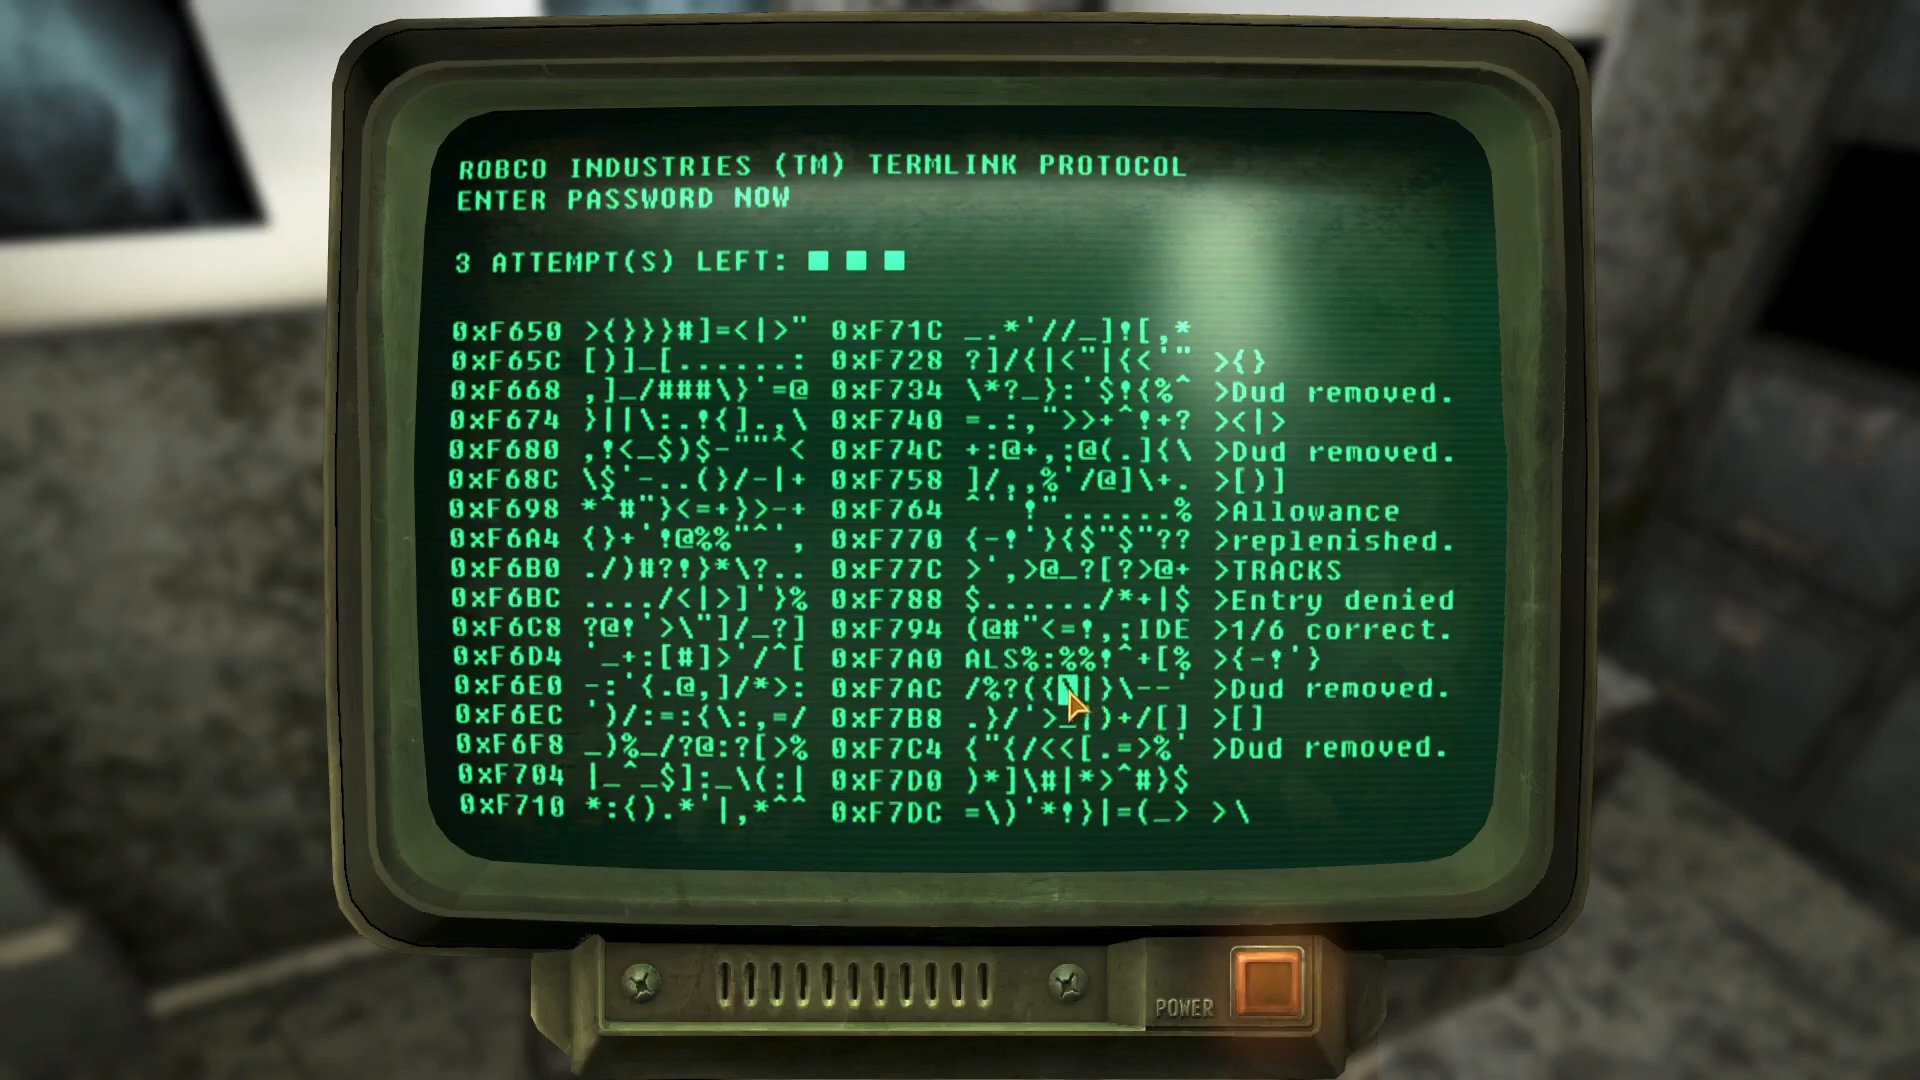 ROBCO INDUSTRIES (TM) TERMLINK PROTOCOL
ENTER PASSWORD NOW
3 ATTEMPT(S) LEFT: ■ ■ ■
0xF650 >{}}}#]=<|>" 0xF71C _.*'//_]![,*
0xF65C [)]_[......: 0xF728 ?]/{|<"|{<'" >{}
0xF668 ,]_/###\}'=@ 0xF734 \*?_}:'$!{%^ >Dud removed.
0xF674 }||\:.!{].,\ 0xF740 =.:,">>+^!+? ><|>
0xF680 ,!<_$)$-""^< 0xF74C +:@+,:@(.]{\ >Dud removed.
0xF68C \$'-..(}/-|+ 0xF758 ]/,,%'/@]\+. >[)]
0xF698 *^#"}<=+}>-+ 0xF764 ^''!"......% >Allowance
0xF6A4 {}+'!@%%"^', 0xF770 {-!'}{$"$"?? >replenished.
0xF6B0 ./)#?!}*\?.. 0xF77C >',>@_?[?>@+ >TRACKS
0xF6BC ..../<|>]'}% 0xF788 $....../*+|$ >Entry denied
0xF6C8 ?@!'>\"]/_?] 0xF794 (@#"<=!,;IDE >1/6 correct.
0xF6D4 '_+:[#]>'/^[ 0xF7A0 ALS%:%%!^+[% >{-!'}
0xF6E0 -:'{.@,]/*>: 0xF7AC /%?({\|}\--' >Dud removed.
0xF6EC ')/:=:{\:,=/ 0xF7B8 .}/'>_|)+/[] >[]
0xF6F8 _)%_/?@:?[>% 0xF7C4 {"{/<<[.=>%' >Dud removed.
0xF704 |_^_$]:_\(:| 0xF7D0 )*]\#|*>^#}$
0xF710 *:{).*'|,*^^ 0xF7DC =\)'*!}|=(_> >\
POWER